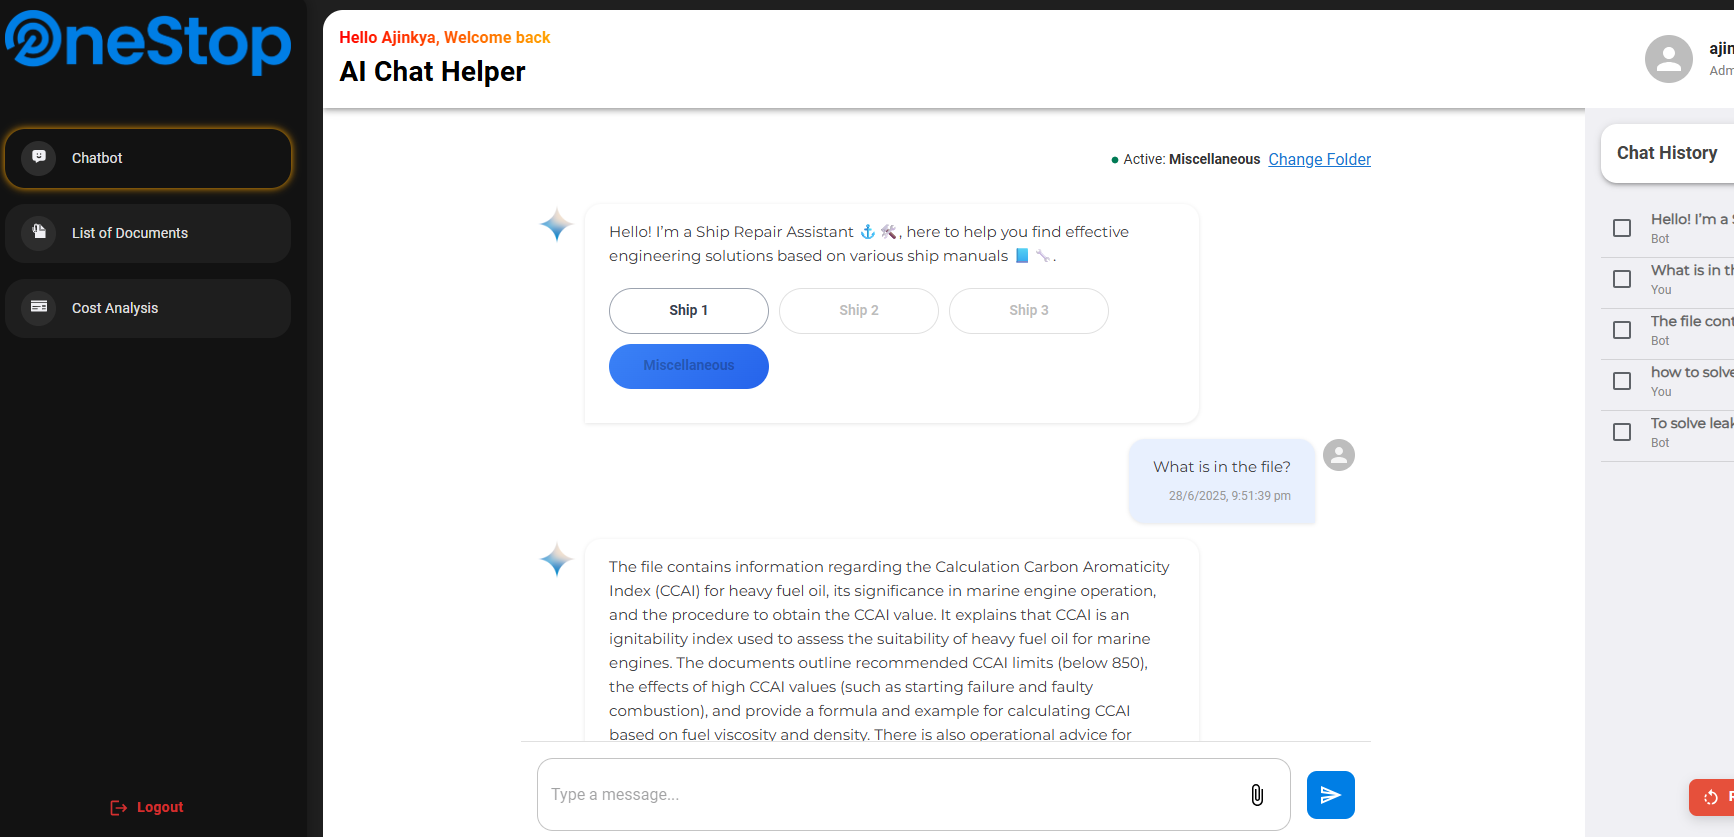 OneStop
Chatbot
List of Documents
Cost Analysis
Logout
Hello Ajinkya, Welcome back
AI Chat Helper
ajin
Adm
Active: Miscellaneous Change Folder
Hello! I'm a Ship Repair Assistant ⚓ 🛠, here to help you find effective
engineering solutions based on various ship manuals 📘 🔧.
Ship 1
Ship 2
Ship 3
Miscellaneous
What is in the file?
28/6/2025, 9:51:39 pm
The file contains information regarding the Calculation Carbon Aromaticity
Index (CCAI) for heavy fuel oil, its significance in marine engine operation,
and the procedure to obtain the CCAI value. It explains that CCAI is an
ignitability index used to assess the suitability of heavy fuel oil for marine
engines. The documents outline recommended CCAI limits (below 850),
the effects of high CCAI values (such as starting failure and faulty
combustion), and provide a formula and example for calculating CCAI
based on fuel viscosity and density. There is also operational advice for
Type a message...
Chat History
Hello! I'm a S
Bot
What is in th
You
The file cont
Bot
how to solve
You
To solve leak
Bot